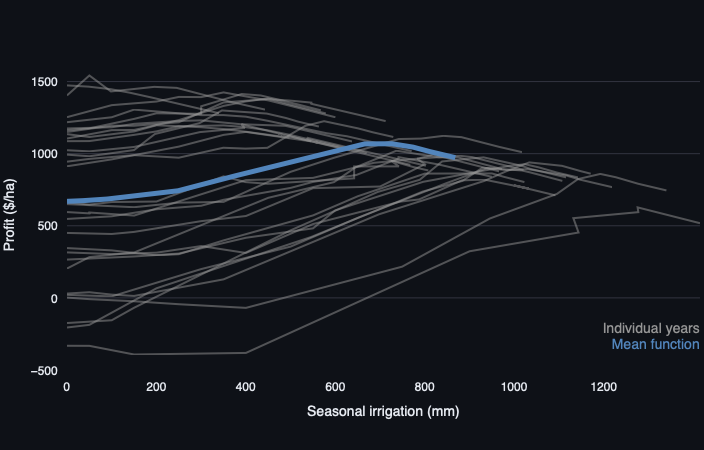 1500
1000
500
0
−500
Profit ($/ha)
Individual years
Mean function
0 200 400 600 800 1000 1200
Seasonal irrigation (mm)